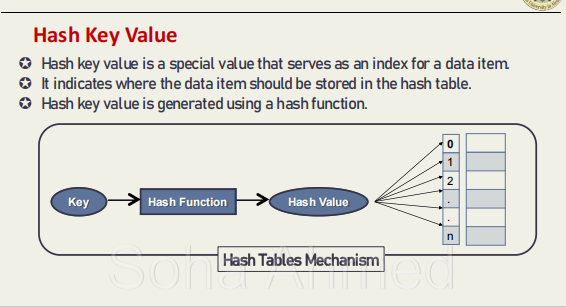 Hash Key Value
✪ Hash key value is a special value that serves as an index for a data item.
✪ It indicates where the data item should be stored in the hash table.
✪ Hash key value is generated using a hash function.
Key
Hash Function
Hash Value
0
1
2
.
.
n
Hash Tables Mechanism
Soha Ahmed